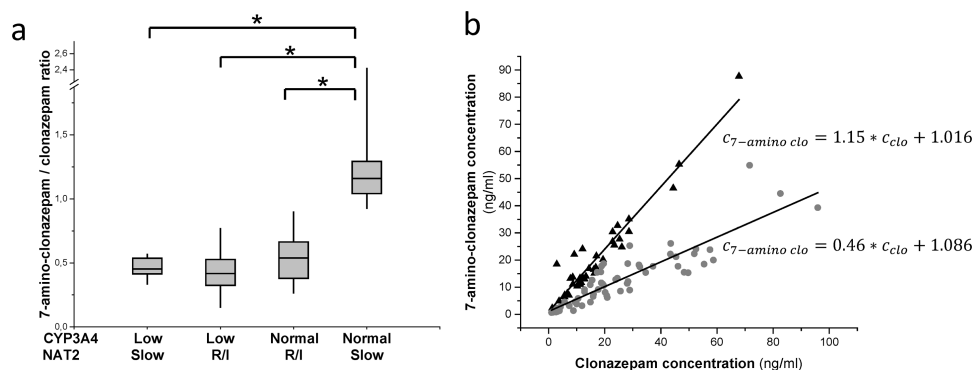 a
*
*
*
7-amino-clonazepam / clonazepam ratio
2,6
2,4
1,5
1,0
0,5
0,0
CYP3A4 Low Low Normal Normal
NAT2 Slow R/I R/I Slow
b
7-amino-clonazepam concentration
(ng/ml)
90
80
70
60
50
40
30
20
10
0
0 20 40 60 80 100
Clonazepam concentration (ng/ml)
c7−amino clo = 1.15 * cclo + 1.016
c7−amino clo = 0.46 * cclo + 1.086